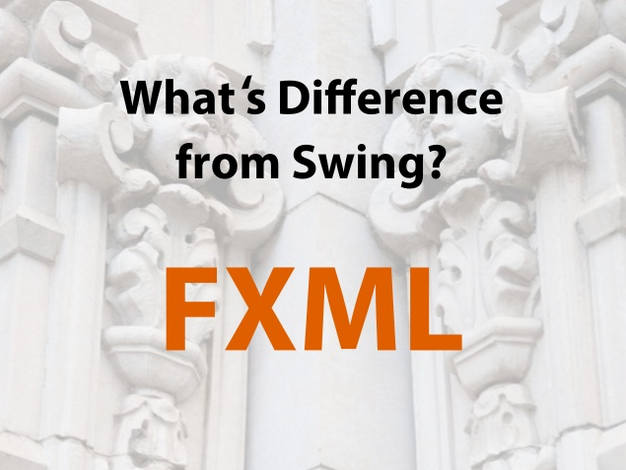 What‘s Difference
from Swing?
FXML